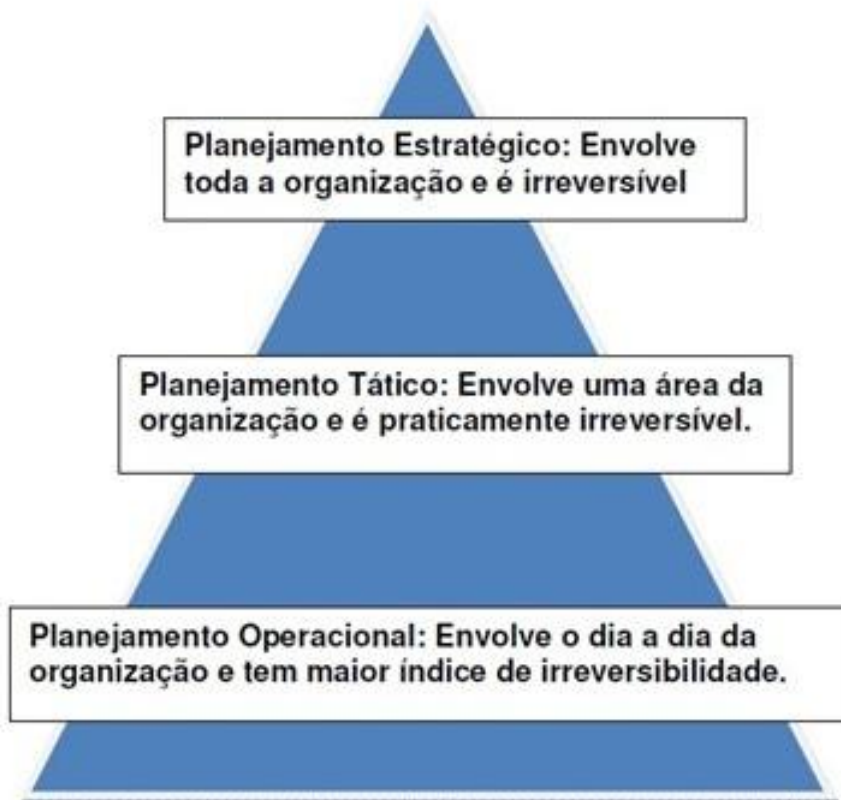 Planejamento Estratégico: Envolve
toda a organização e é irreversível
Planejamento Tático: Envolve uma área da
organização e é praticamente irreversível.
Planejamento Operacional: Envolve o dia a dia da
organização e tem maior índice de irreversibilidade.